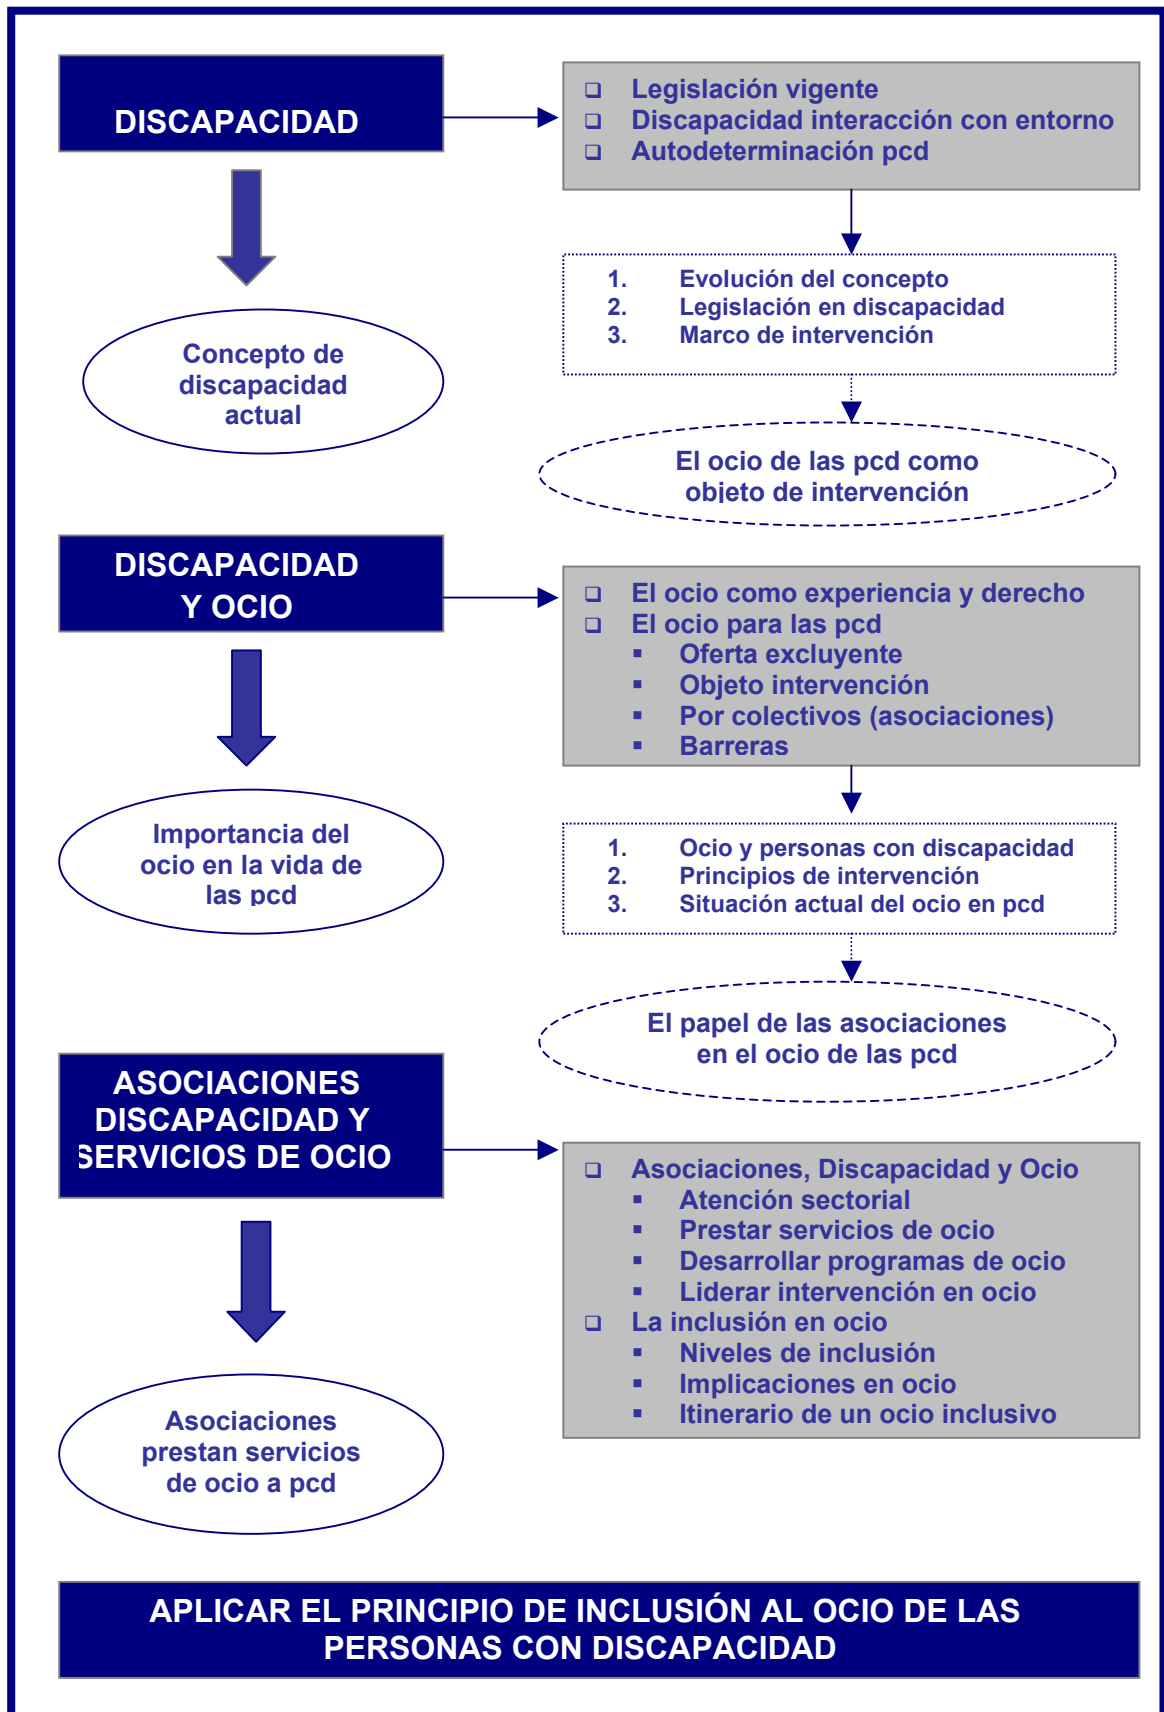 DISCAPACIDAD
❑ Legislación vigente
❑ Discapacidad interacción con entorno
❑ Autodeterminación pcd
1. Evolución del concepto
2. Legislación en discapacidad
3. Marco de intervención
Concepto de
discapacidad
actual
El ocio de las pcd como
objeto de intervención
DISCAPACIDAD
Y OCIO
❑ El ocio como experiencia y derecho
❑ El ocio para las pcd
▪ Oferta excluyente
▪ Objeto intervención
▪ Por colectivos (asociaciones)
▪ Barreras
Importancia del
ocio en la vida de
las pcd
1. Ocio y personas con discapacidad
2. Principios de intervención
3. Situación actual del ocio en pcd
El papel de las asociaciones
en el ocio de las pcd
ASOCIACIONES
DISCAPACIDAD Y
SERVICIOS DE OCIO
❑ Asociaciones, Discapacidad y Ocio
▪ Atención sectorial
▪ Prestar servicios de ocio
▪ Desarrollar programas de ocio
▪ Liderar intervención en ocio
❑ La inclusión en ocio
▪ Niveles de inclusión
▪ Implicaciones en ocio
▪ Itinerario de un ocio inclusivo
Asociaciones
prestan servicios
de ocio a pcd
APLICAR EL PRINCIPIO DE INCLUSIÓN AL OCIO DE LAS
PERSONAS CON DISCAPACIDAD